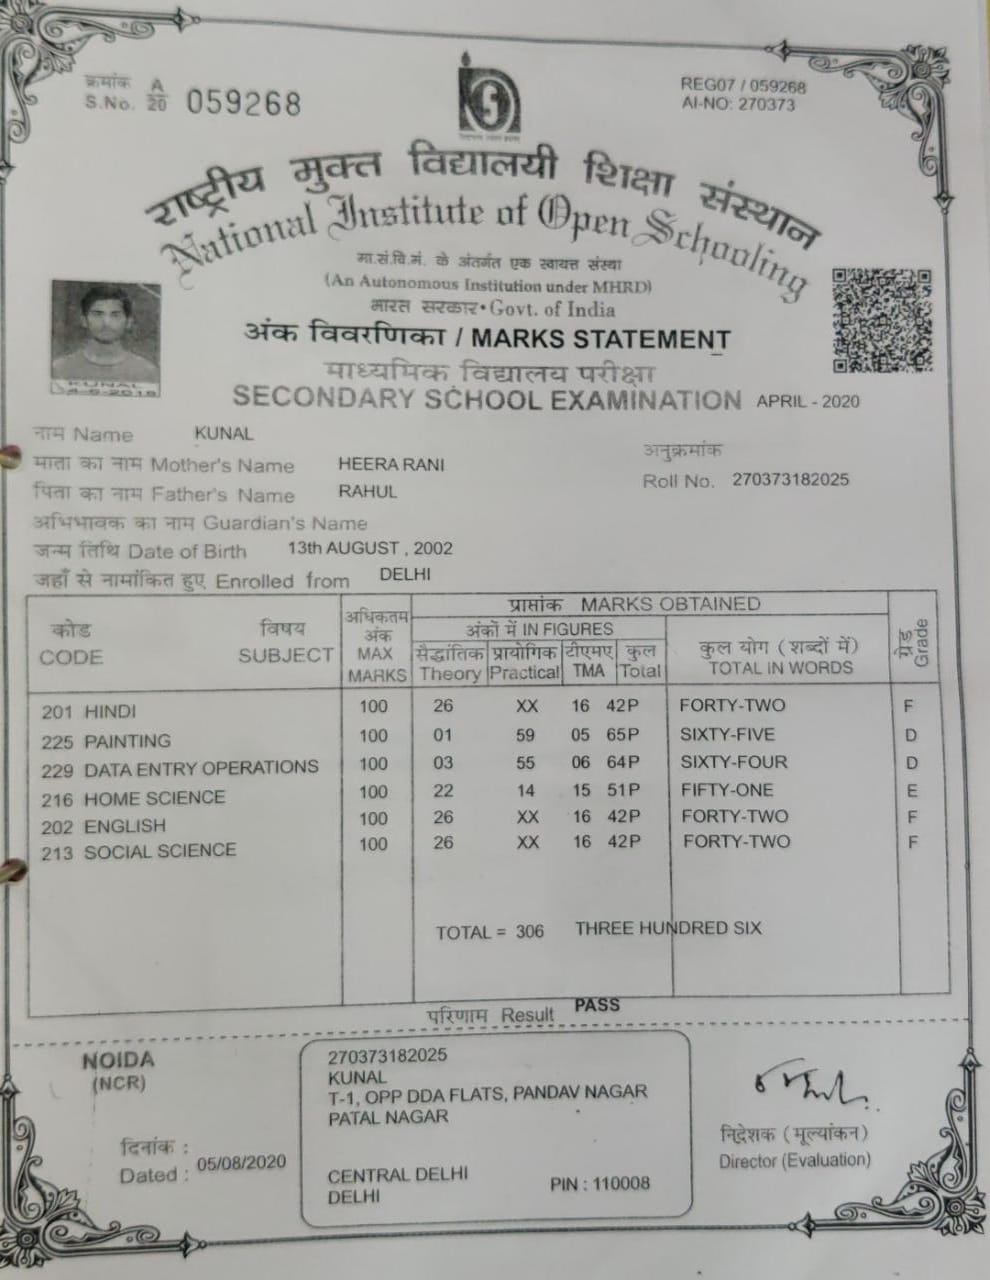 क्रमांक A
S.No. 20 059268
REG07 / 059268
AI-NO: 270373
राष्ट्रीय मुक्त विद्यालयी शिक्षा संस्थान
National Institute of Open Schooling
मा.सं.वि.मं. के अंतर्गत एक स्वायत्त संस्था
(An Autonomous Institution under MHRD)
भारत सरकार • Govt. of India
अंक विवरणिका / MARKS STATEMENT
माध्यमिक विद्यालय परीक्षा
SECONDARY SCHOOL EXAMINATION APRIL - 2020
KUNAL
नाम Name KUNAL
माता का नाम Mother's Name HEERA RANI
पिता का नाम Father's Name RAHUL
अनुक्रमांक
Roll No. 270373182025
अभिभावक का नाम Guardian's Name
जन्म तिथि Date of Birth 13th AUGUST , 2002
जहाँ से नामांकित हुए Enrolled from DELHI
कोड CODE विषय SUBJECT अधिकतम अंक MAX MARKS प्राप्तांक MARKS OBTAINED ग्रेड Grade
अंकों में IN FIGURES कुल योग (शब्दों में) TOTAL IN WORDS
सैद्धांतिक Theory प्रायोगिक Practical टीएमए TMA कुल Total
201 HINDI 100 26 XX 16 42P FORTY-TWO F
225 PAINTING 100 01 59 05 65P SIXTY-FIVE D
229 DATA ENTRY OPERATIONS 100 03 55 06 64P SIXTY-FOUR D
216 HOME SCIENCE 100 22 14 15 51P FIFTY-ONE E
202 ENGLISH 100 26 XX 16 42P FORTY-TWO F
213 SOCIAL SCIENCE 100 26 XX 16 42P FORTY-TWO F
TOTAL = 306 THREE HUNDRED SIX
परिणाम Result PASS
NOIDA
(NCR)
दिनांक :
Dated : 05/08/2020
270373182025
KUNAL
T-1, OPP DDA FLATS, PANDAV NAGAR
PATAL NAGAR
CENTRAL DELHI
DELHI PIN : 110008
निदेशक (मूल्यांकन)
Director (Evaluation)